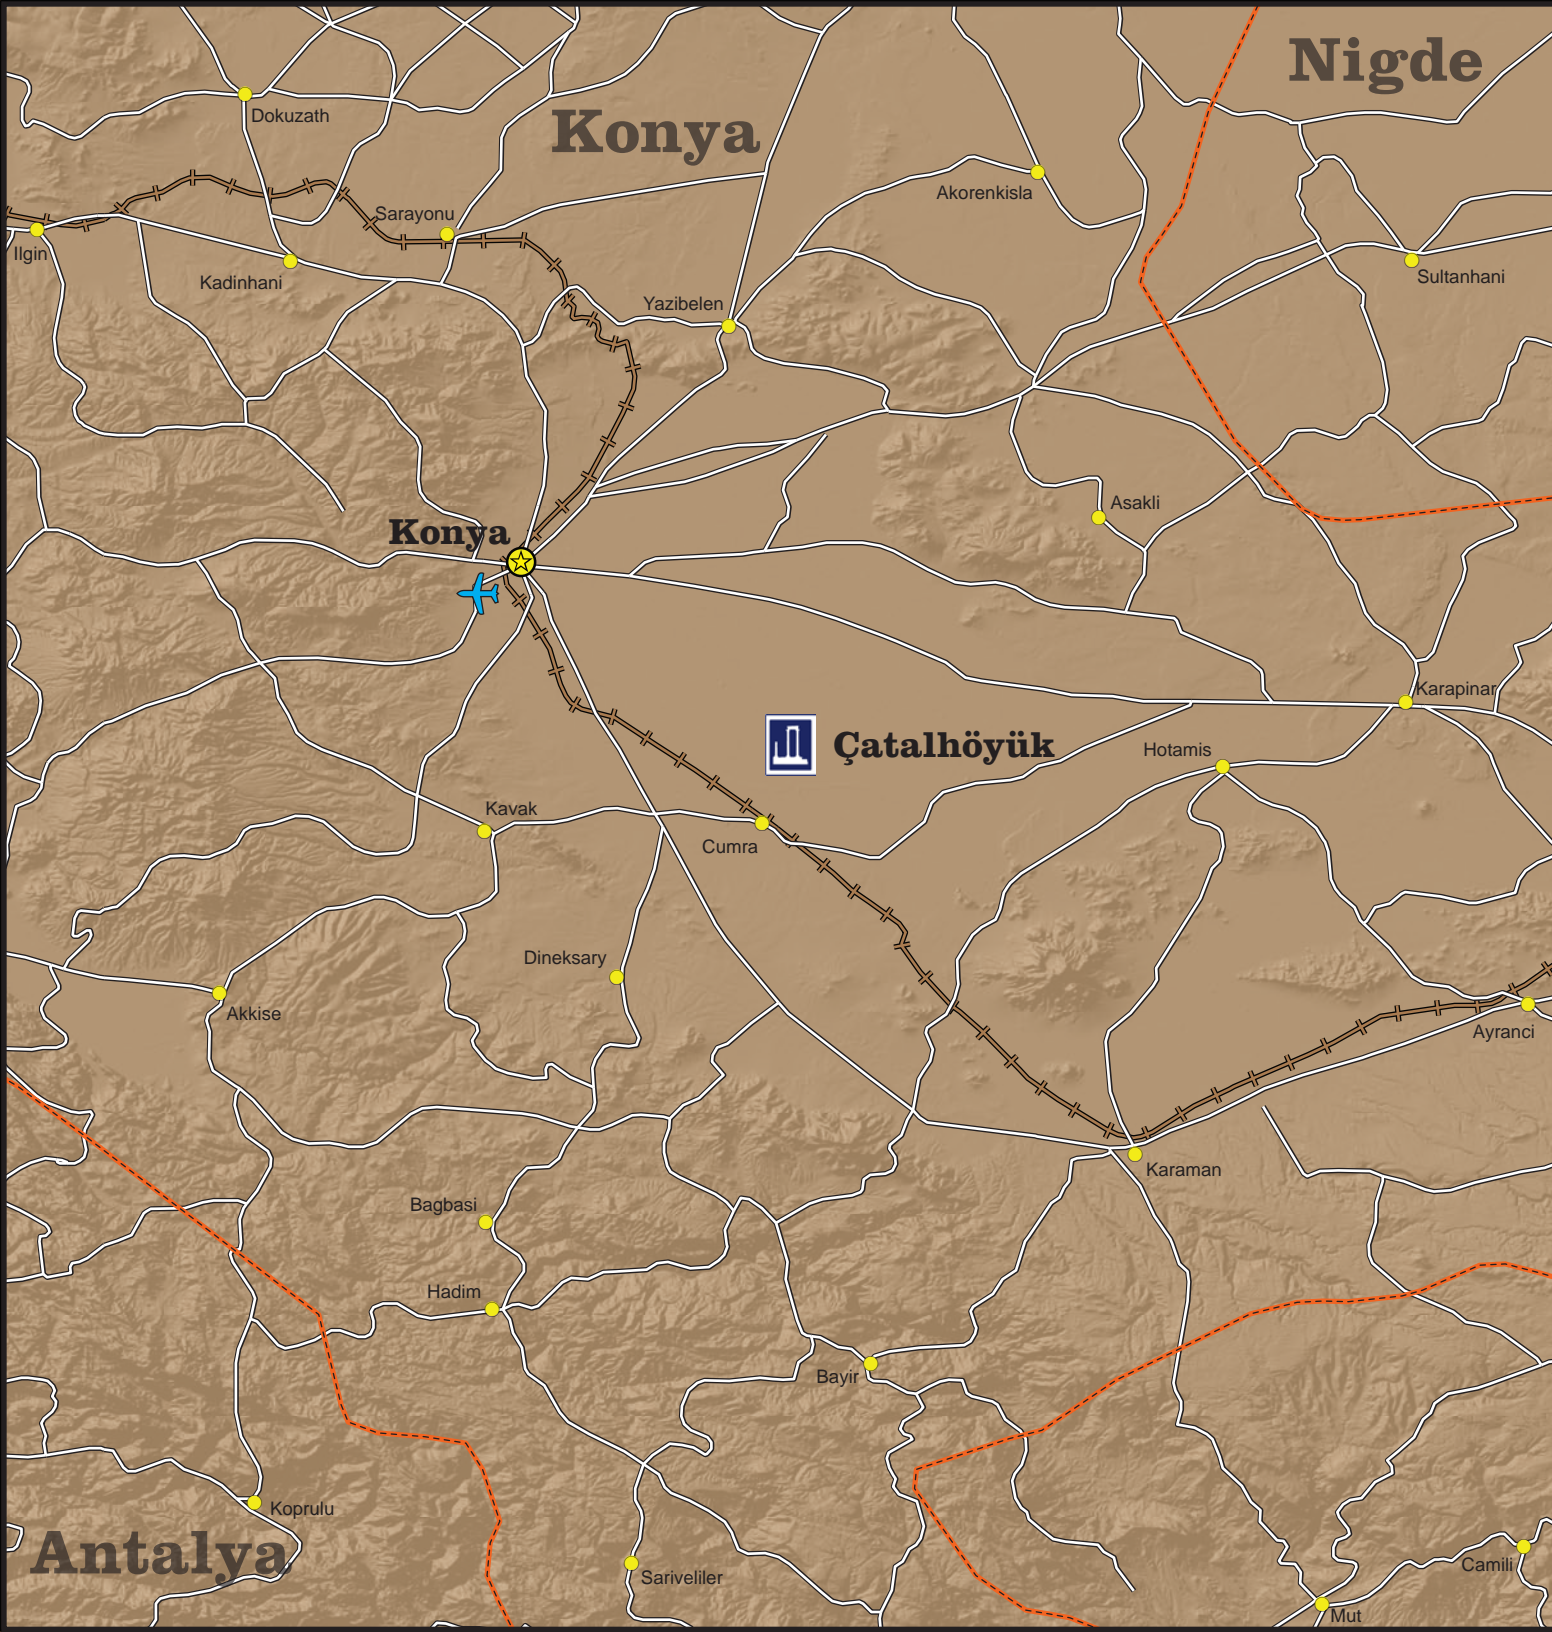 Nigde
Dokuzath
Konya
Akorenkisla
Sarayonu
Ilgin
Kadinhani
Sultanhani
Yazibelen
Asakli
Konya
Karapinar
Çatalhöyük
Hotamis
Kavak
Cumra
Dineksary
Akkise
Ayranci
Karaman
Bagbasi
Hadim
Bayir
Koprulu
Antalya
Sariveliler
Camili
Mut